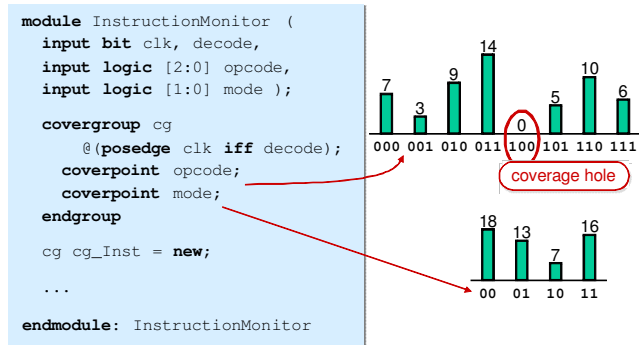 module InstructionMonitor (
input bit clk, decode,
input logic [2:0] opcode,
input logic [1:0] mode );
covergroup cg
@(posedge clk iff decode);
coverpoint opcode;
coverpoint mode;
endgroup
cg cg_Inst = new;
...
endmodule: InstructionMonitor
7 3 9 14 0 5 10 6
000 001 010 011 100 101 110 111
coverage hole
18 13 7 16
00 01 10 11